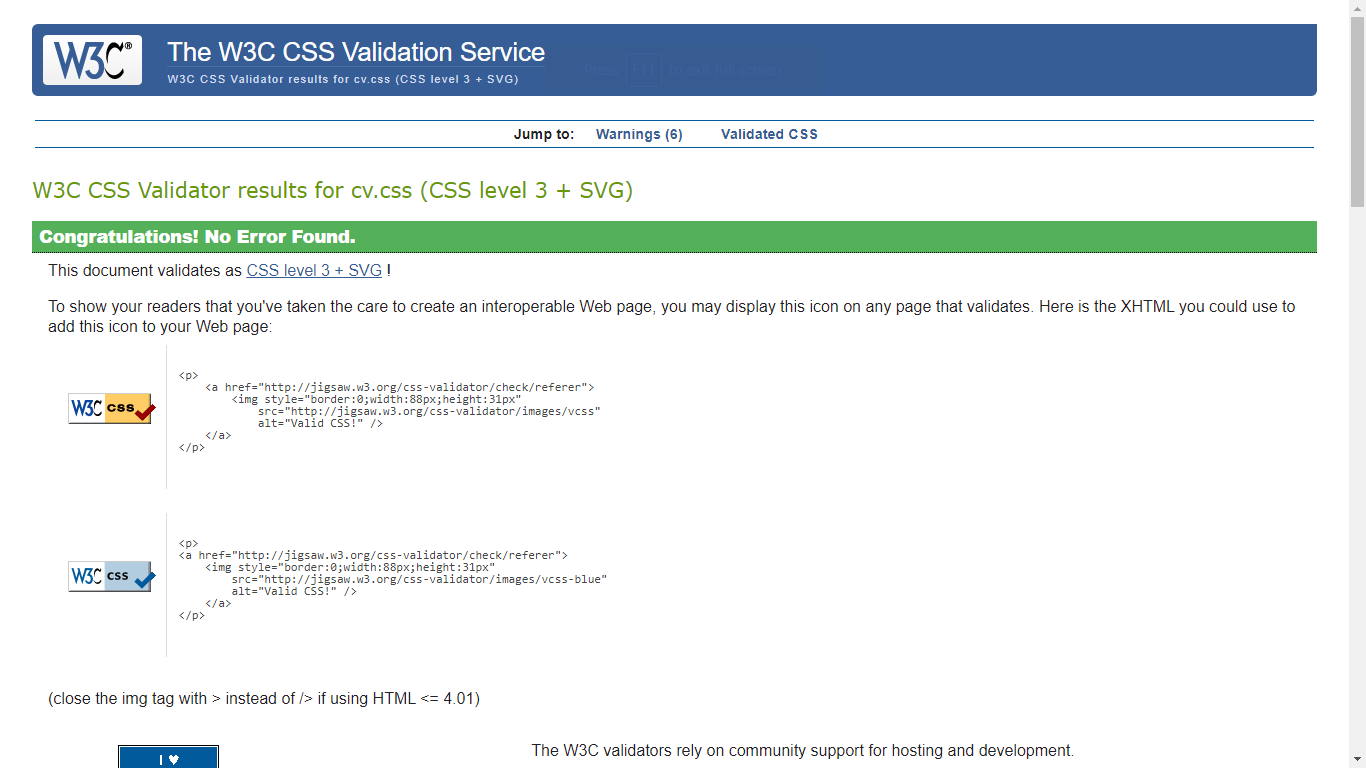 W3C®
The W3C CSS Validation Service
W3C CSS Validator results for cv.css (CSS level 3 + SVG)
Press F11 to exit full screen
Jump to: Warnings (6) Validated CSS
W3C CSS Validator results for cv.css (CSS level 3 + SVG)
Congratulations! No Error Found.
This document validates as CSS level 3 + SVG !
To show your readers that you've taken the care to create an interoperable Web page, you may display this icon on any page that validates. Here is the XHTML you could use to
add this icon to your Web page:
W3C css
<p>
<a href="http://jigsaw.w3.org/css-validator/check/referer">
<img style="border:0;width:88px;height:31px"
src="http://jigsaw.w3.org/css-validator/images/vcss"
alt="Valid CSS!" />
</a>
</p>
W3C css
<p>
<a href="http://jigsaw.w3.org/css-validator/check/referer">
<img style="border:0;width:88px;height:31px"
src="http://jigsaw.w3.org/css-validator/images/vcss-blue"
alt="Valid CSS!" />
</a>
</p>
(close the img tag with > instead of /> if using HTML <= 4.01)
I ♥
The W3C validators rely on community support for hosting and development.